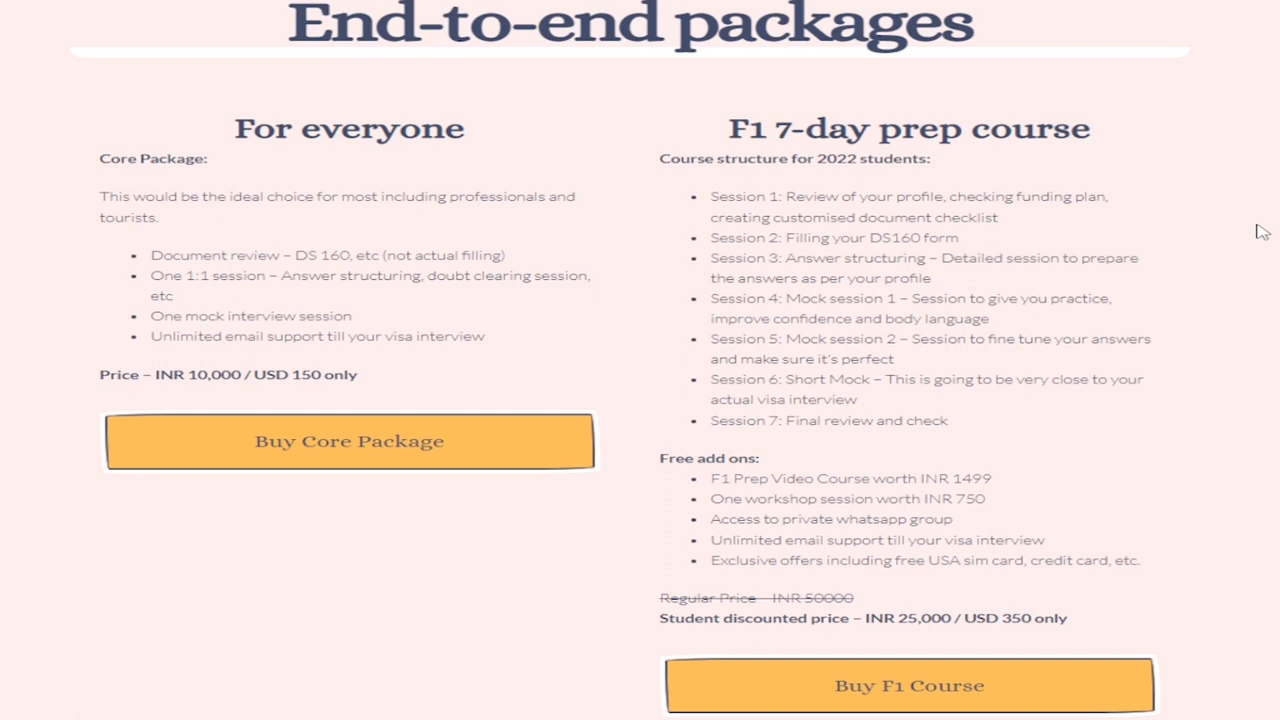 End-to-end packages
For everyone
Core Package:
This would be the ideal choice for most including professionals and
tourists.
Document review – DS 160, etc (not actual filling)
One 1:1 session – Answer structuring, doubt clearing session,
etc
One mock interview session
Unlimited email support till your visa interview
Price – INR 10,000 / USD 150 only
Buy Core Package
F1 7-day prep course
Course structure for 2022 students:
Session 1: Review of your profile, checking funding plan,
creating customised document checklist
Session 2: Filling your DS160 form
Session 3: Answer structuring – Detailed session to prepare
the answers as per your profile
Session 4: Mock session 1 – Session to give you practice,
improve confidence and body language
Session 5: Mock session 2 – Session to fine tune your answers
and make sure it's perfect
Session 6: Short Mock – This is going to be very close to your
actual visa interview
Session 7: Final review and check
Free add ons:
F1 Prep Video Course worth INR 1499
One workshop session worth INR 750
Access to private whatsapp group
Unlimited email support till your visa interview
Exclusive offers including free USA sim card, credit card, etc.
Regular Price – INR 50000
Student discounted price – INR 25,000 / USD 350 only
Buy F1 Course